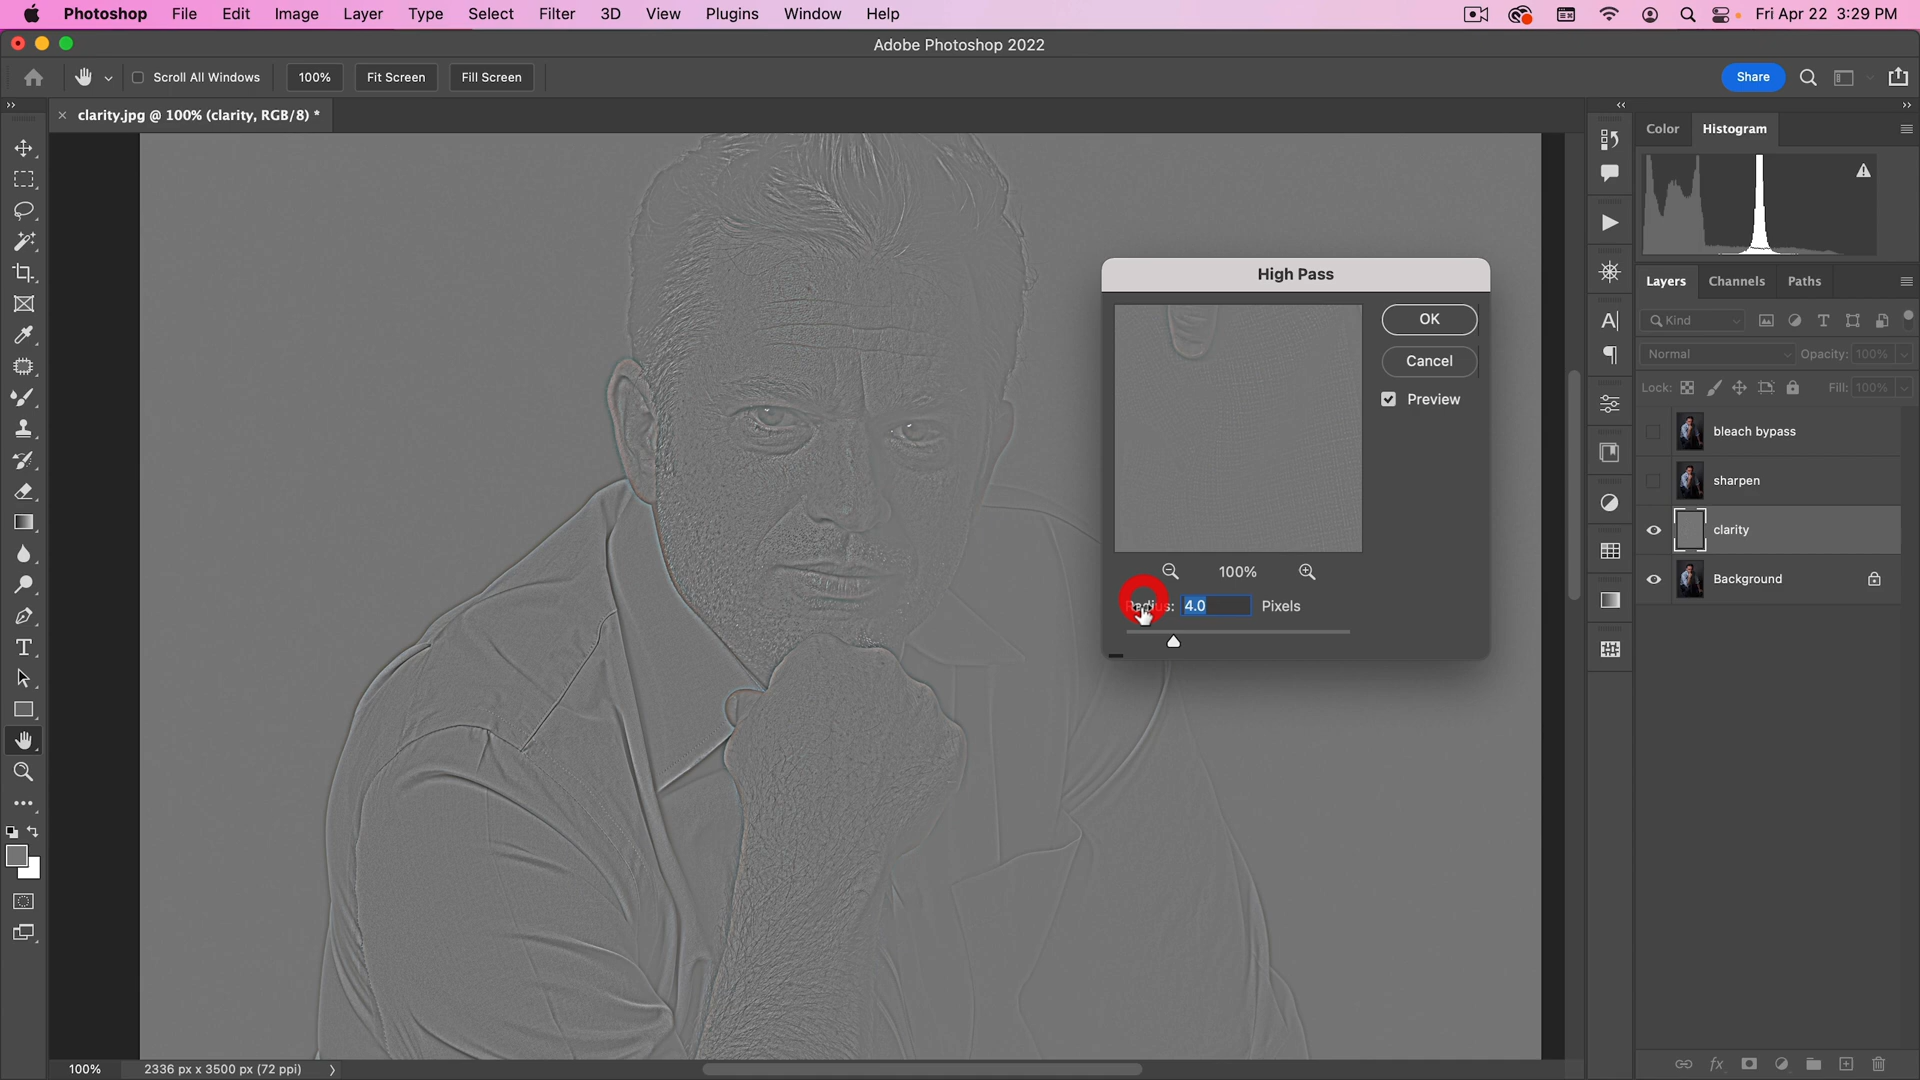 Photoshop File Edit Image Layer Type Select Filter 3D View Plugins Window Help Fri Apr 22 3:29 PM
Adobe Photoshop 2022
Scroll All Windows 100% Fit Screen Fill Screen Share
clarity.jpg @ 100% (clarity, RGB/8) *
Color Histogram
High Pass
OK
Cancel
Preview
100%
Radius: 4.0 Pixels
Layers Channels Paths
Kind
Normal Opacity: 100%
Lock: Fill: 100%
bleach bypass
sharpen
clarity
Background
100% 2336 px x 3500 px (72 ppi)